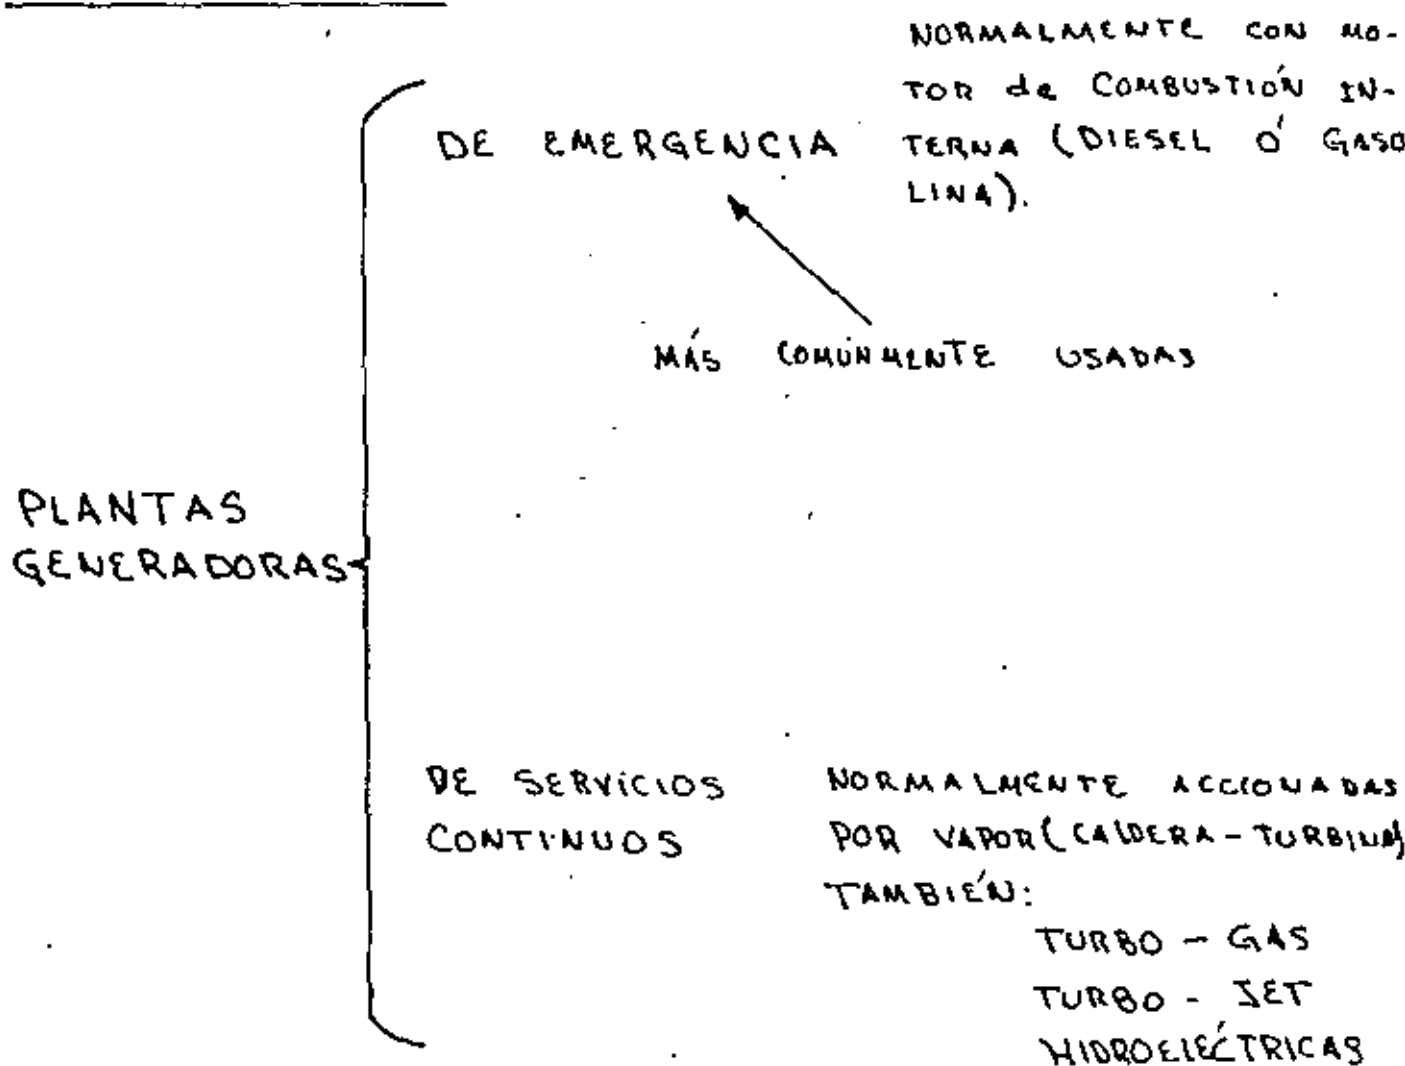 NORMALMENTE CON MO-
TOR de COMBUSTIÓN IN-
DE EMERGENCIA TERNA (DIESEL Ó GASO
LINA).
MÁS COMÚNMENTE USADAS
PLANTAS
GENERADORAS
DE SERVICIOS NORMALMENTE ACCIONADAS
CONTINUOS POR VAPOR (CALDERA - TURBINA)
TAMBIÉN:
TURBO - GAS
TURBO - JET
HIDROELÉCTRICAS